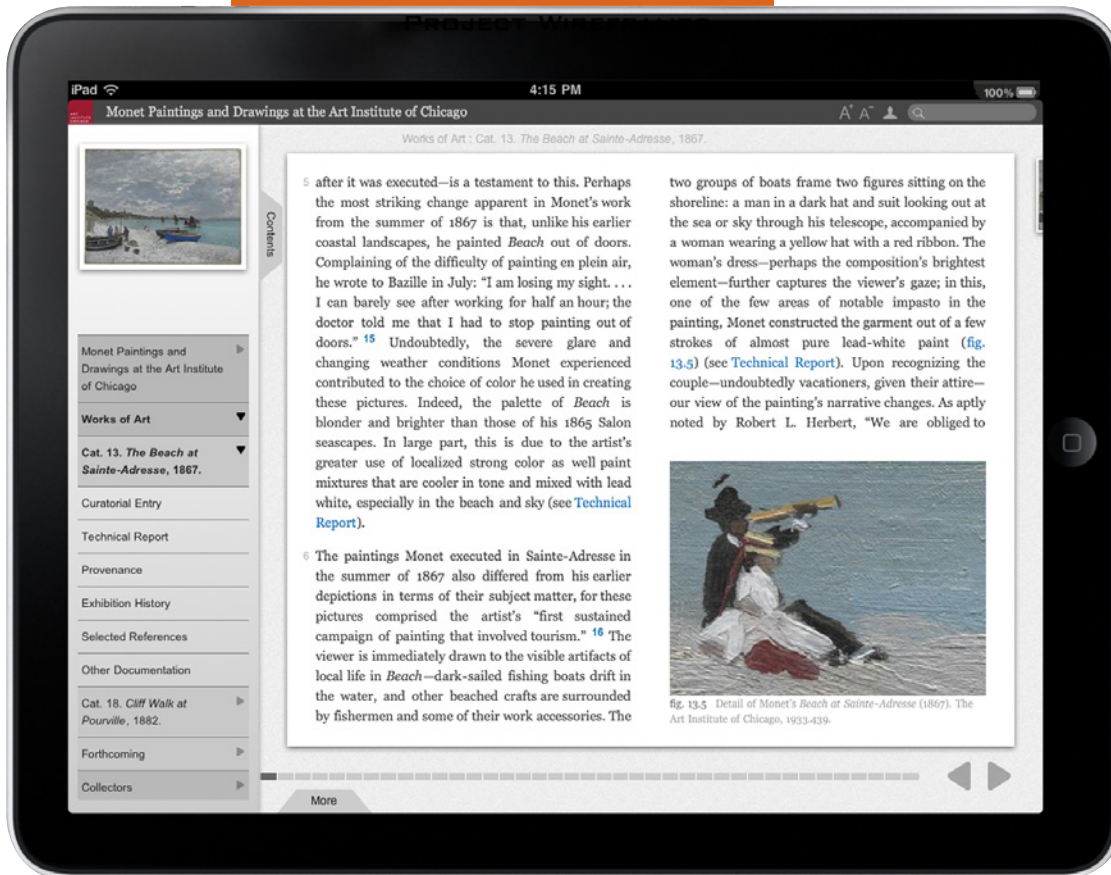 PROJECT WIREFRAMES
iPad
4:15 PM
100%
Monet Paintings and Drawings at the Art Institute of Chicago
A+ A-
Works of Art : Cat. 13. The Beach at Sainte-Adresse, 1867.
Contents
Monet Paintings and
Drawings at the Art Institute
of Chicago
Works of Art
Cat. 13. The Beach at
Sainte-Adresse, 1867.
Curatorial Entry
Technical Report
Provenance
Exhibition History
Selected References
Other Documentation
Cat. 18. Cliff Walk at
Pourville, 1882.
Forthcoming
Collectors
5 after it was executed—is a testament to this. Perhaps
the most striking change apparent in Monet's work
from the summer of 1867 is that, unlike his earlier
coastal landscapes, he painted Beach out of doors.
Complaining of the difficulty of painting en plein air,
he wrote to Bazille in July: “I am losing my sight. . . .
I can barely see after working for half an hour; the
doctor told me that I had to stop painting out of
doors.” 15 Undoubtedly, the severe glare and
changing weather conditions Monet experienced
contributed to the choice of color he used in creating
these pictures. Indeed, the palette of Beach is
blonder and brighter than those of his 1865 Salon
seascapes. In large part, this is due to the artist's
greater use of localized strong color as well paint
mixtures that are cooler in tone and mixed with lead
white, especially in the beach and sky (see Technical
Report).
6 The paintings Monet executed in Sainte-Adresse in
the summer of 1867 also differed from his earlier
depictions in terms of their subject matter, for these
pictures comprised the artist's “first sustained
campaign of painting that involved tourism.” 16 The
viewer is immediately drawn to the visible artifacts of
local life in Beach—dark-sailed fishing boats drift in
the water, and other beached crafts are surrounded
by fishermen and some of their work accessories. The
two groups of boats frame two figures sitting on the
shoreline: a man in a dark hat and suit looking out at
the sea or sky through his telescope, accompanied by
a woman wearing a yellow hat with a red ribbon. The
woman's dress—perhaps the composition's brightest
element—further captures the viewer's gaze; in this,
one of the few areas of notable impasto in the
painting, Monet constructed the garment out of a few
strokes of almost pure lead-white paint (fig.
13.5) (see Technical Report). Upon recognizing the
couple—undoubtedly vacationers, given their attire—
our view of the painting's narrative changes. As aptly
noted by Robert L. Herbert, “We are obliged to
fig. 13.5 Detail of Monet's Beach at Sainte-Adresse (1867). The
Art Institute of Chicago, 1933.439.
More